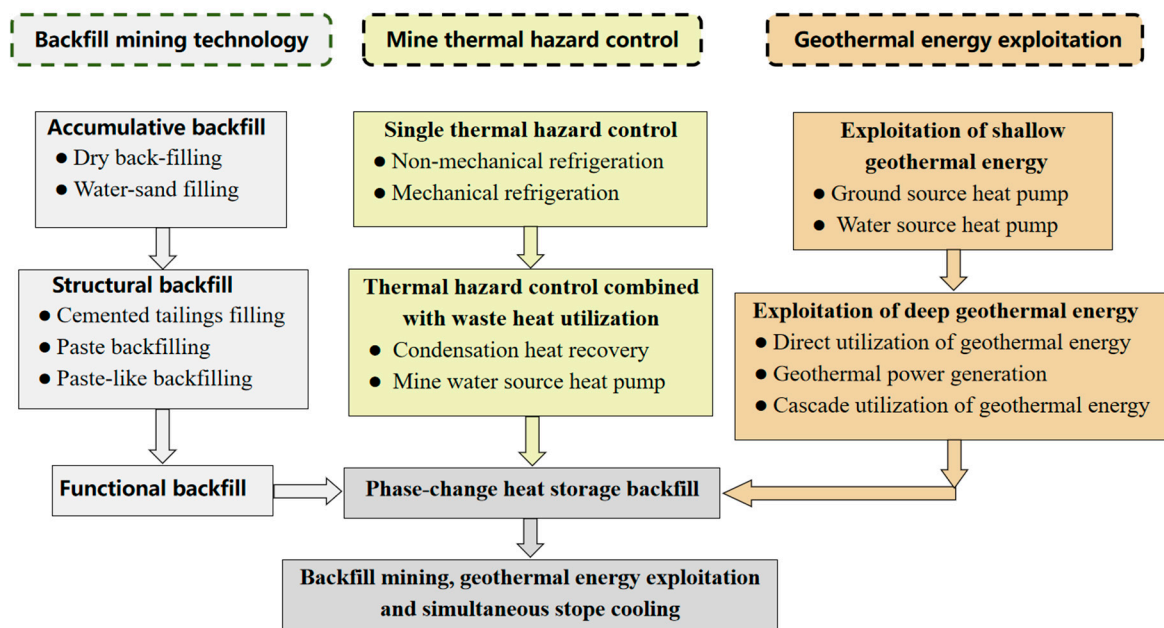 Backfill mining technology
Mine thermal hazard control
Geothermal energy exploitation
Accumulative backfill
● Dry back-filling
● Water-sand filling
Structural backfill
● Cemented tailings filling
● Paste backfilling
● Paste-like backfilling
Functional backfill
Single thermal hazard control
● Non-mechanical refrigeration
● Mechanical refrigeration
Thermal hazard control combined
with waste heat utilization
● Condensation heat recovery
● Mine water source heat pump
Exploitation of shallow
geothermal energy
● Ground source heat pump
● Water source heat pump
Exploitation of deep geothermal energy
● Direct utilization of geothermal energy
● Geothermal power generation
● Cascade utilization of geothermal energy
Phase-change heat storage backfill
Backfill mining, geothermal energy exploitation
and simultaneous stope cooling